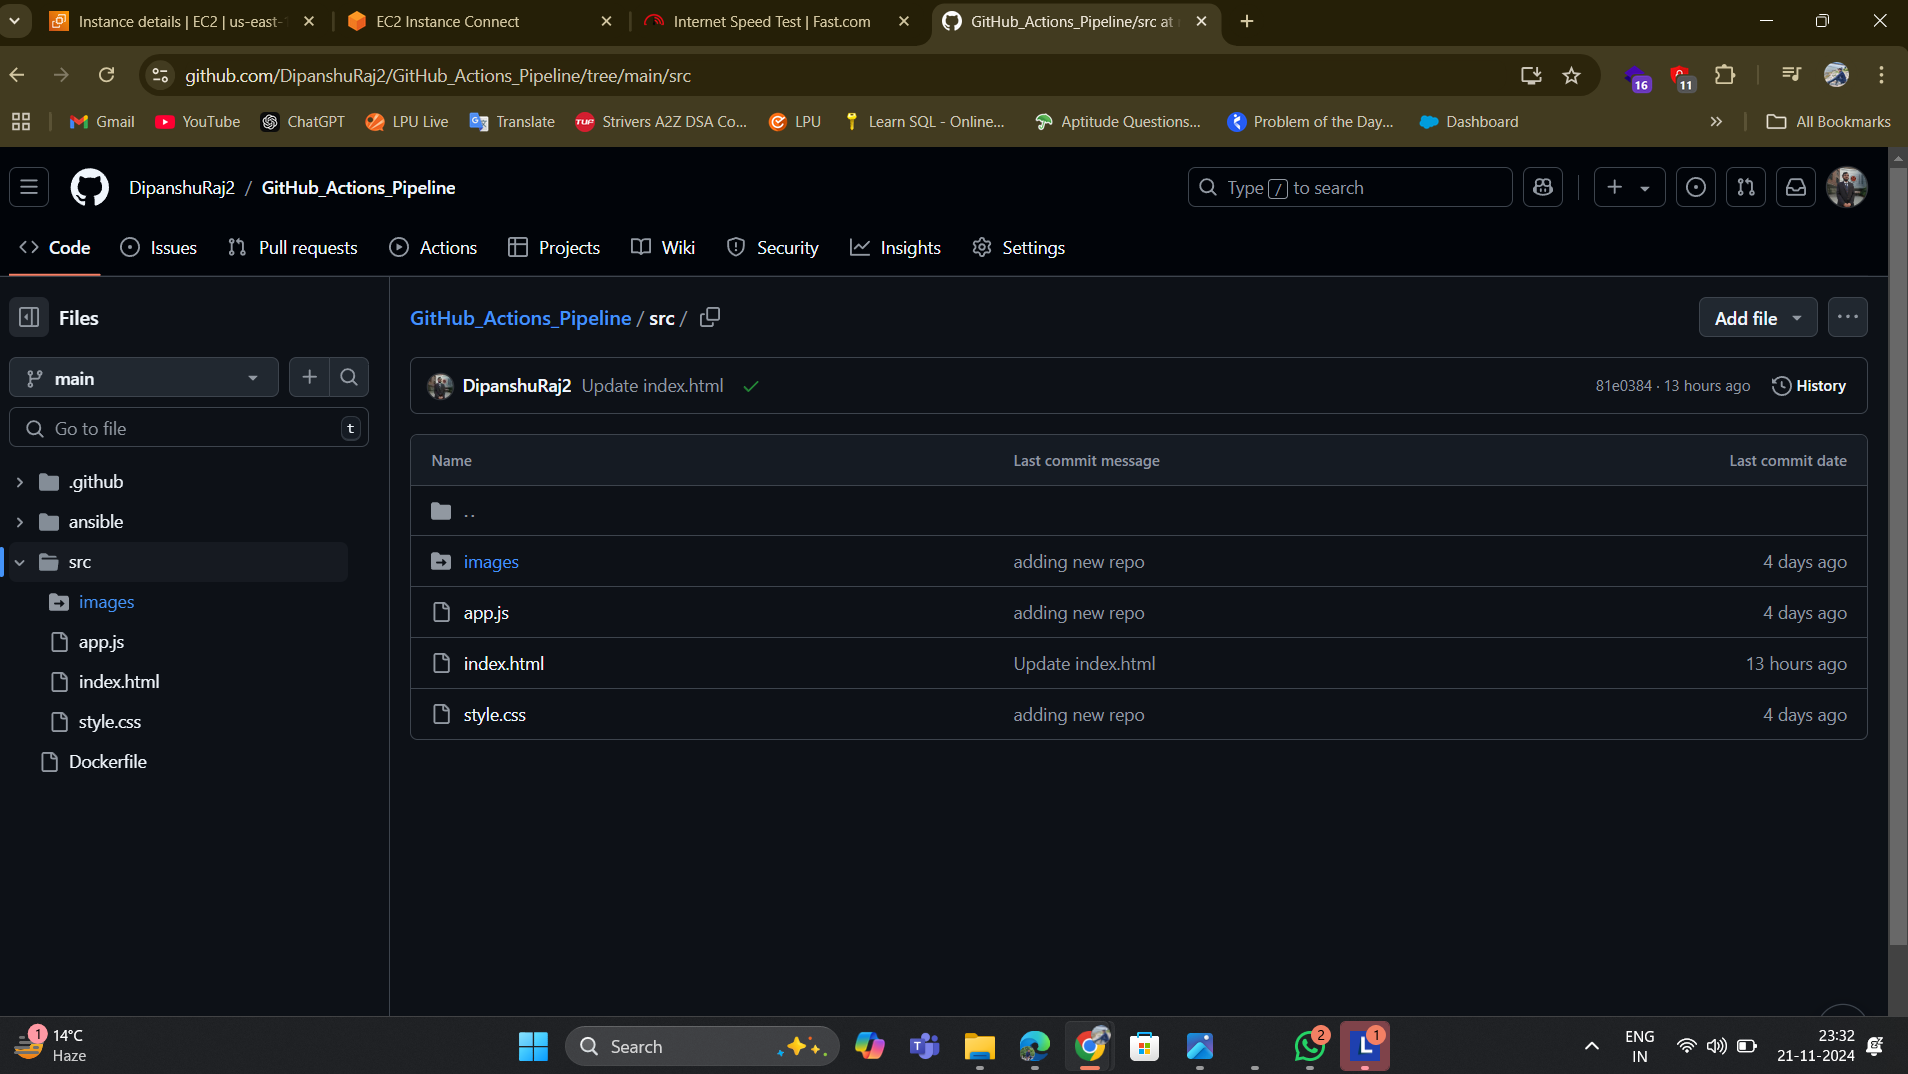 Instance details | EC2 | us-east-1
EC2 Instance Connect
Internet Speed Test | Fast.com
GitHub_Actions_Pipeline/src at
github.com/DipanshuRaj2/GitHub_Actions_Pipeline/tree/main/src
16
11
Gmail
YouTube
ChatGPT
LPU Live
Translate
Strivers A2Z DSA Co...
LPU
Learn SQL - Online...
Aptitude Questions...
Problem of the Day...
Dashboard
All Bookmarks
DipanshuRaj2 / GitHub_Actions_Pipeline
Type / to search
Code
Issues
Pull requests
Actions
Projects
Wiki
Security
Insights
Settings
Files
main
Go to file
t
.github
ansible
src
images
app.js
index.html
style.css
Dockerfile
GitHub_Actions_Pipeline / src /
Add file
DipanshuRaj2 Update index.html
81e0384 · 13 hours ago
History
Name
Last commit message
Last commit date
..
images
adding new repo
4 days ago
app.js
adding new repo
4 days ago
index.html
Update index.html
13 hours ago
style.css
adding new repo
4 days ago
1
14°C
Haze
Search
T
2
L
1
ENG
IN
23:32
21-11-2024